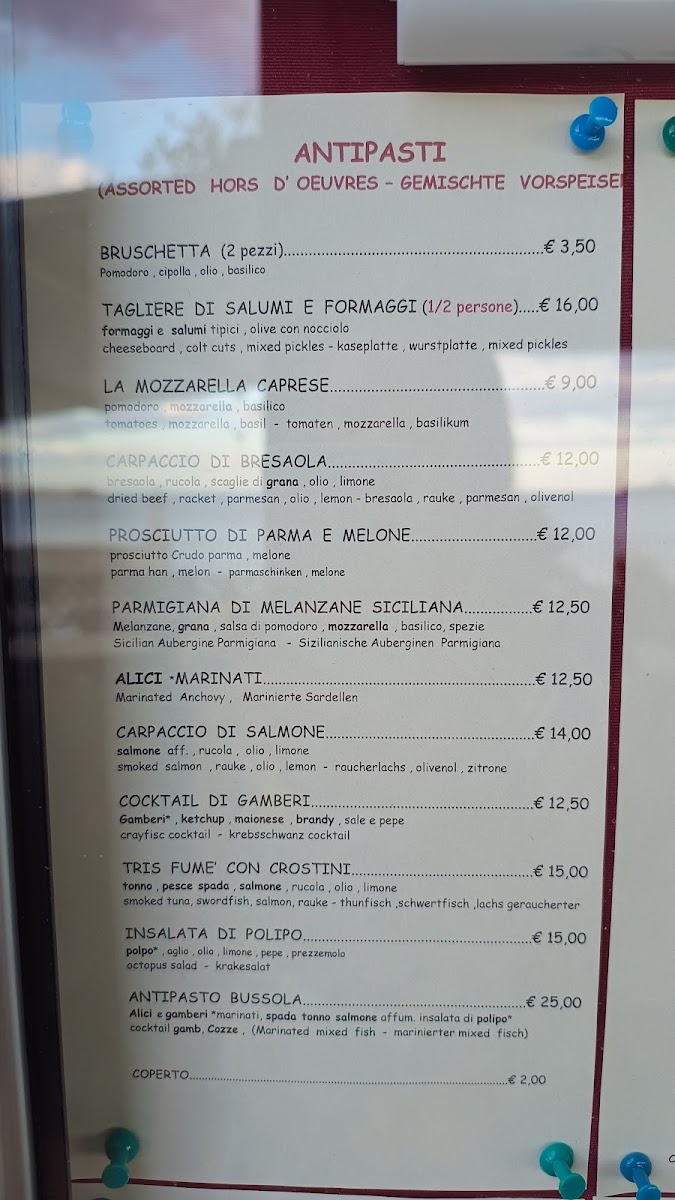 ANTIPASTI
(ASSORTED HORS D' OEUVRES - GEMISCHTE VORSPEISEN
BRUSCHETTA (2 pezzi)......€ 3,50
Pomodoro , cipolla , olio , basilico
TAGLIERE DI SALUMI E FORMAGGI (1/2 persone).....€ 16,00
formaggi e salumi tipici , olive con nocciolo
cheeseboard , colt cuts , mixed pickles - kaseplatte , wurstplatte , mixed pickles
LA MOZZARELLA CAPRESE......€ 9,00
pomodoro , mozzarella , basilico
tomatoes , mozzarella , basil - tomaten , mozzarella , basilikum
CARPACCIO DI BRESAOLA......€ 12,00
bresaola , rucola , scaglie di grana , olio , limone
dried beef , racket , parmesan , olio , lemon - bresaola , rauke , parmesan , olivenol
PROSCIUTTO DI PARMA E MELONE......€ 12,00
prosciutto Crudo parma , melone
parma han , melon - parmaschinken , melone
PARMIGIANA DI MELANZANE SICILIANA......€ 12,50
Melanzane, grana , salsa di pomodoro , mozzarella , basilico, spezie
Sicilian Aubergine Parmigiana - Sizilianische Auberginen Parmigiana
ALICI *MARINATI......€ 12,50
Marinated Anchovy , Marinierte Sardellen
CARPACCIO DI SALMONE......€ 14,00
salmone aff. , rucola , olio , limone
smoked salmon , rauke , olio , lemon - raucherlachs , olivenol , zitrone
COCKTAIL DI GAMBERI......€ 12,50
Gamberi* , ketchup , maionese , brandy , sale e pepe
crayfisc cocktail - krebsschwanz cocktail
TRIS FUME' CON CROSTINI......€ 15,00
tonno , pesce spada , salmone , rucola , olio , limone
smoked tuna, swordfish, salmon, rauke - thunfisch ,schwertfisch ,lachs geraucherter
INSALATA DI POLIPO......€ 15,00
polpo* , aglio , olio , limone , pepe , prezzemolo
octopus salad - krakesalat
ANTIPASTO BUSSOLA......€ 25,00
Alici e gamberi *marinati, spada tonno salmone affum. insalata di polipo*
cocktail gamb, Cozze , (Marinated mixed fish - marinierter mixed fisch)
COPERTO......€ 2,00